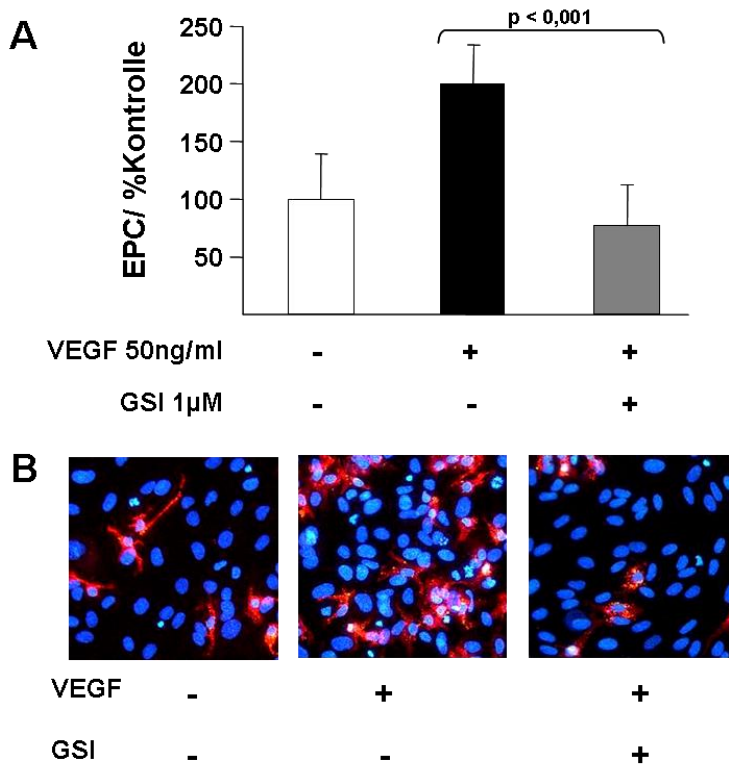 A
p < 0,001
EPC/ %Kontrolle
250
200
150
100
50
VEGF 50ng/ml - + +
GSI 1µM - - +
B
VEGF - + +
GSI - - +